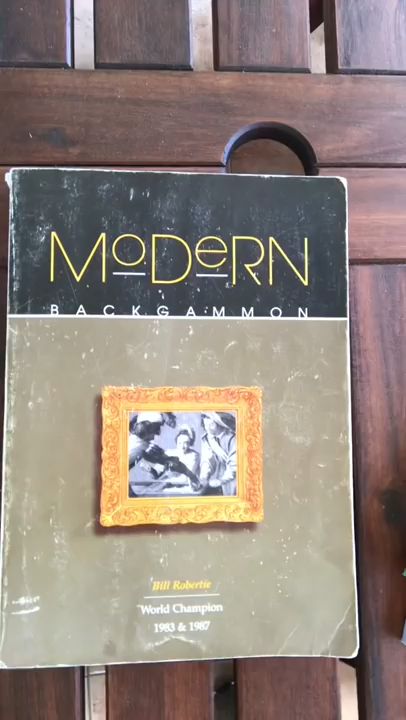 MoDeRN
BACKGAMMON
Bill Robertie
World Champion
1983 & 1987